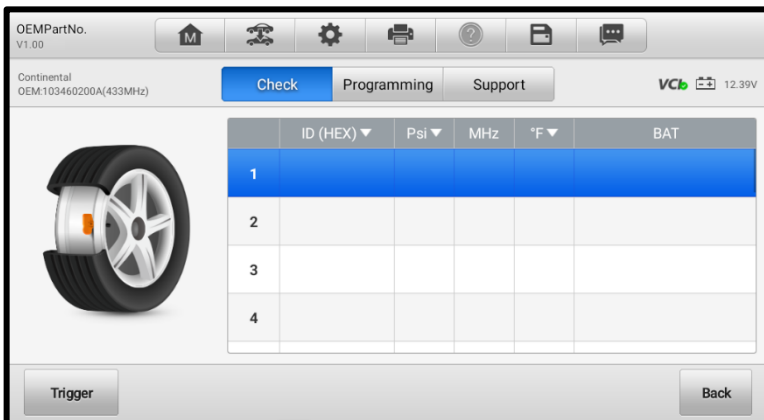 OEMPartNo.
V1.00
M
Continental
OEM:103460200A(433MHz)
Check Programming Support
VCI 12.39V
ID (HEX) ▼ Psi ▼ MHz °F ▼ BAT
1
2
3
4
Trigger Back